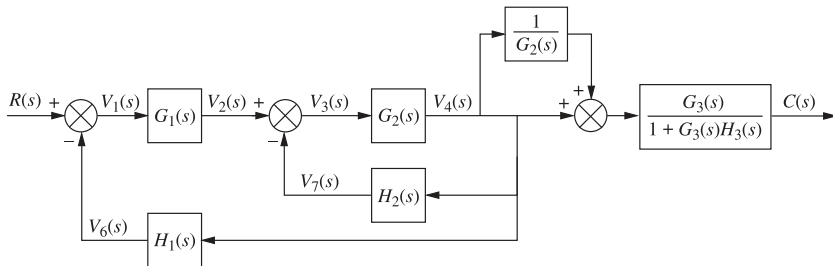 1
G₂(s)
R(s) + V₁(s) G₁(s) V₂(s) + V₃(s) G₂(s) V₄(s) + + G₃(s) C(s)
1 + G₃(s)H₃(s)
− −
V₇(s) H₂(s)
V₆(s) H₁(s)